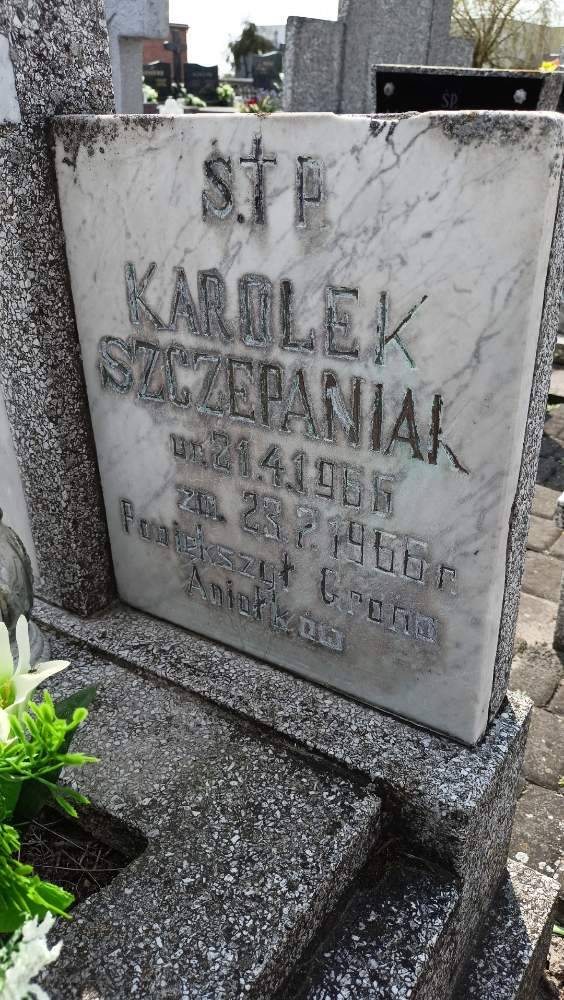 Ś.†P.
KAROLEK
SZCZEPANIAK
ur. 21.4.1966
zm. 23.7.1966 r.
Powiększył Grono
Aniołków
Ś.P.